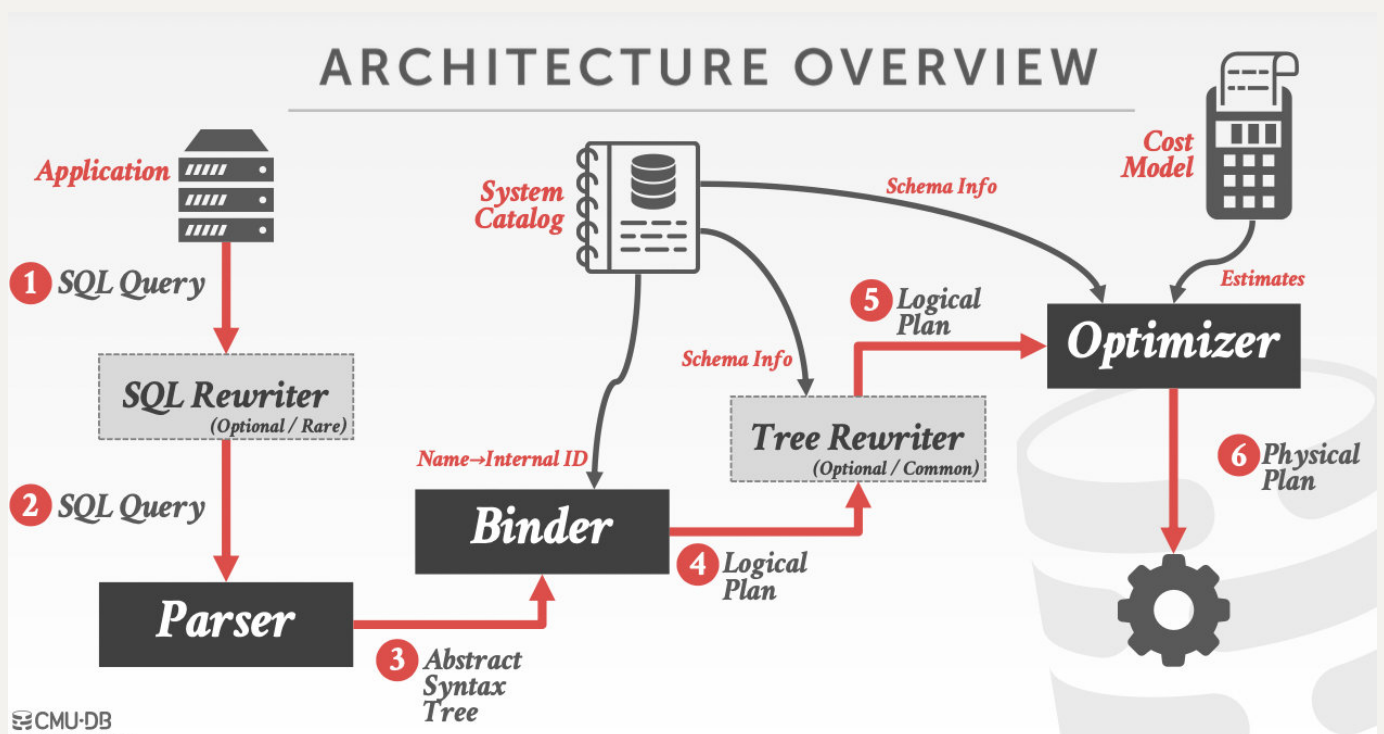 ARCHITECTURE OVERVIEW
Application
1 SQL Query
SQL Rewriter
(Optional / Rare)
2 SQL Query
Parser
3 Abstract
Syntax
Tree
System
Catalog
Name→Internal ID
Binder
4 Logical
Plan
Schema Info
Tree Rewriter
(Optional / Common)
5 Logical
Plan
Schema Info
Cost
Model
Estimates
Optimizer
6 Physical
Plan
CMU·DB